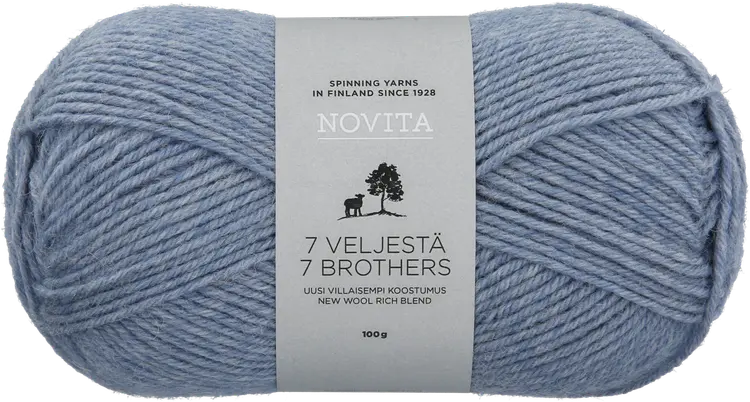 SPINNING YARNS
IN FINLAND SINCE 1928
NOVITA
7 VELJESTÄ
7 BROTHERS
UUSI VILLAISEMPI KOOSTUMUS
NEW WOOL RICH BLEND
100g